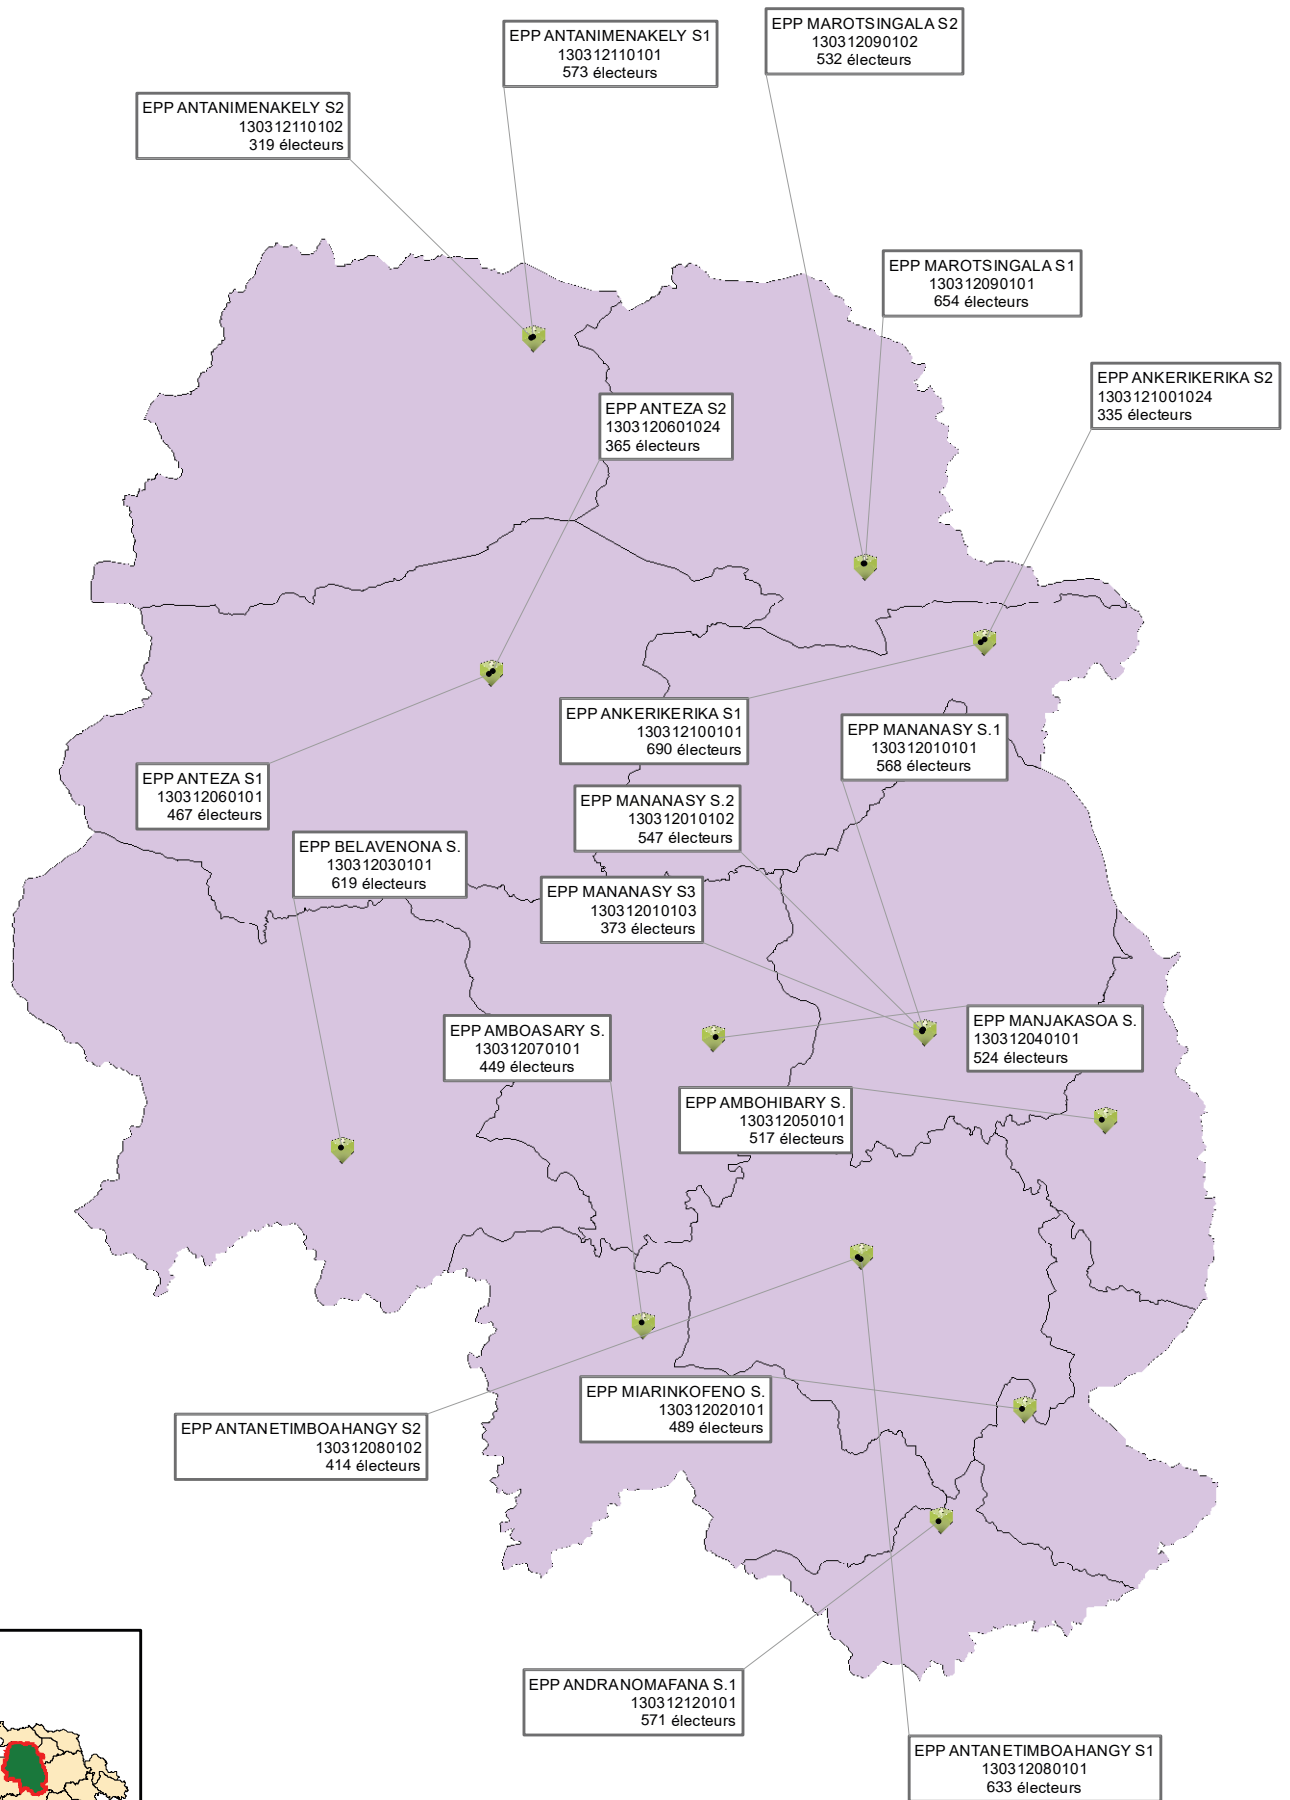 EPP MAROTSINGALA S2
130312090102
532 électeurs
EPP ANTANIMENAKELY S1
130312110101
573 électeurs
EPP ANTANIMENAKELY S2
130312110102
319 électeurs
EPP MAROTSINGALA S1
130312090101
654 électeurs
EPP ANKERIKERIKA S2
1303121001024
335 électeurs
EPP ANTEZA S2
1303120601024
365 électeurs
EPP ANKERIKERIKA S1
130312100101
690 électeurs
EPP MANANASY S.1
130312010101
568 électeurs
EPP ANTEZA S1
130312060101
467 électeurs
EPP MANANASY S.2
130312010102
547 électeurs
EPP BELAVENONA S.
130312030101
619 électeurs
EPP MANANASY S3
130312010103
373 électeurs
EPP MANJAKASOA S.
130312040101
524 électeurs
EPP AMBOASARY S.
130312070101
449 électeurs
EPP AMBOHIBARY S.
130312050101
517 électeurs
EPP MIARINKOFENO S.
130312020101
489 électeurs
EPP ANTANETIMBOAHANGY S2
130312080102
414 électeurs
EPP ANDRANOMAFANA S.1
130312120101
571 électeurs
EPP ANTANETIMBOAHANGY S1
130312080101
633 électeurs